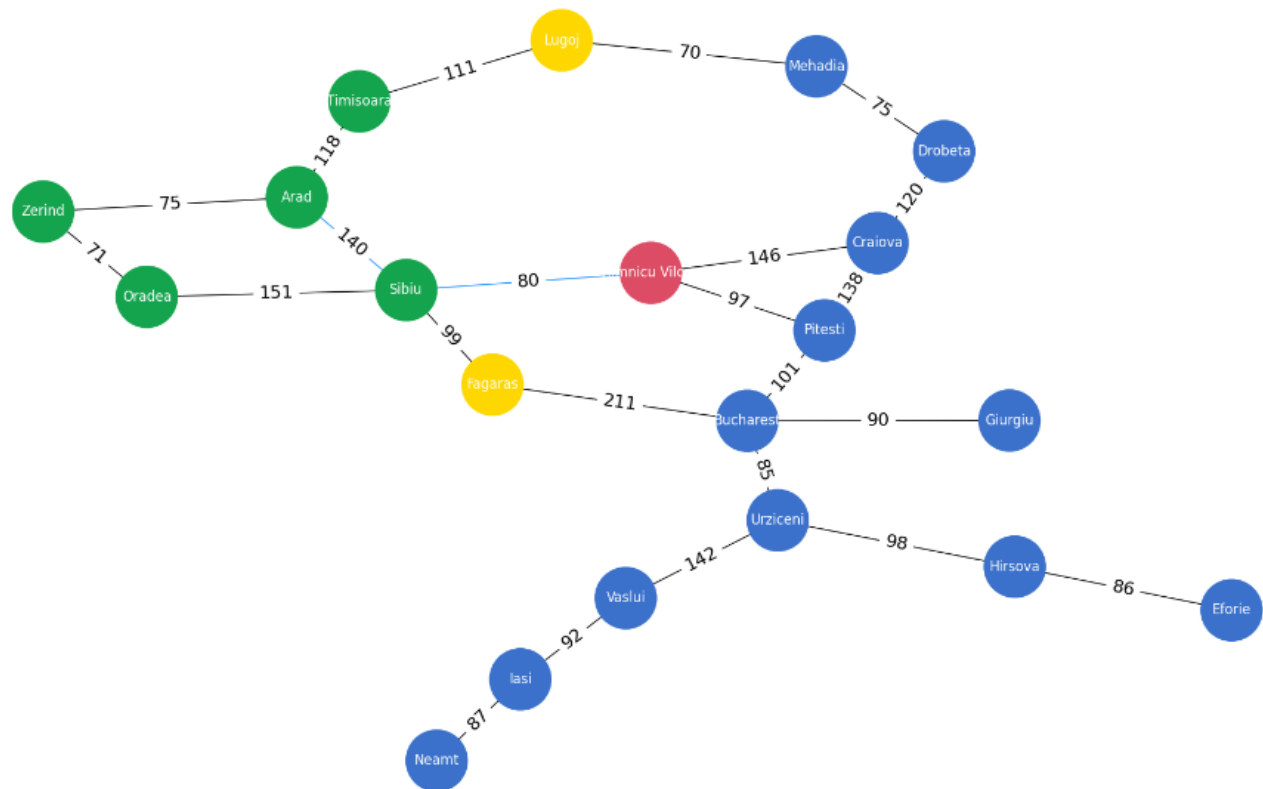 Lugoj
70
Mehadia
111
Timisoara
75
Drobeta
118
Arad
120
75
Zerind
Craiova
140
146
71
mnicu Vilc
80
Sibiu
138
97
Oradea
151
Pitesti
99
101
Fagaras
211
Bucharest
90
Giurgiu
85
Urziceni
98
142
Hirsova
86
Vaslui
Eforie
92
Iasi
87
Neamt